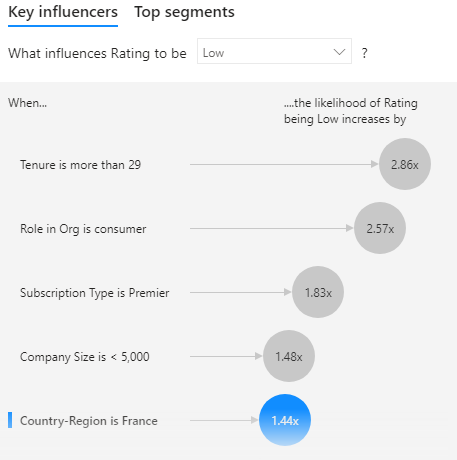 Key influencers Top segments
What influences Rating to be Low ?
When... ....the likelihood of Rating
being Low increases by
Tenure is more than 29 2.86x
Role in Org is consumer 2.57x
Subscription Type is Premier 1.83x
Company Size is < 5,000 1.48x
Country-Region is France 1.44x